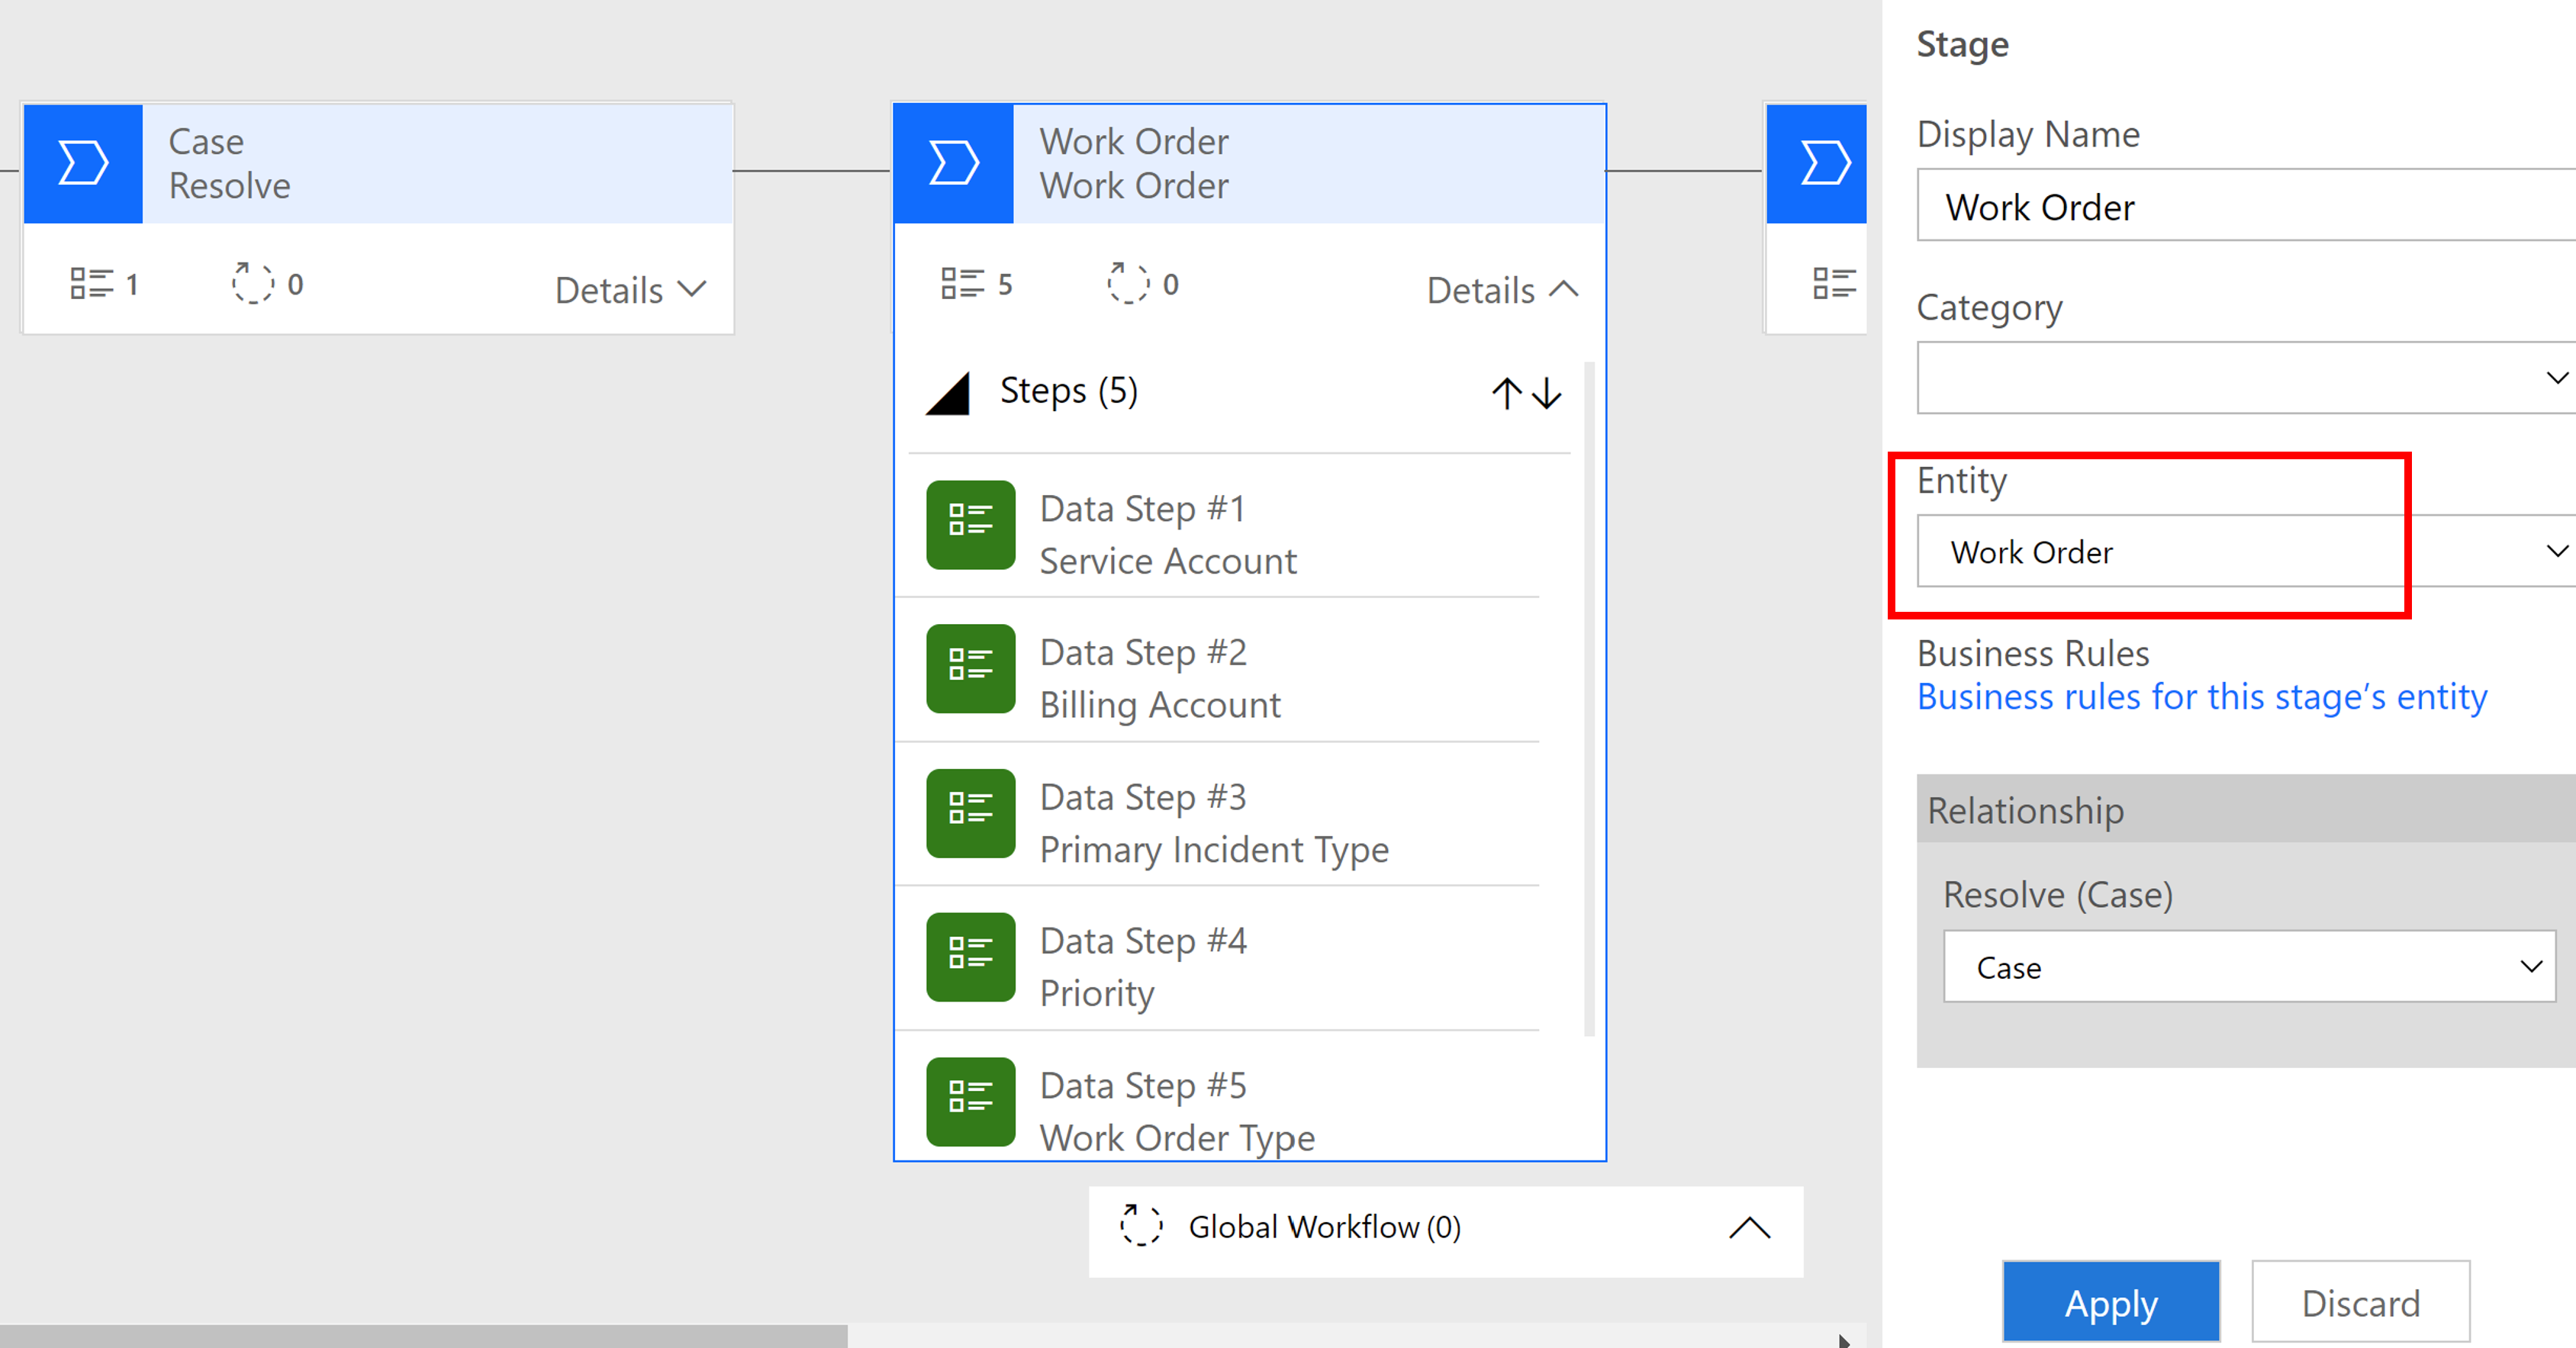 Case
Resolve
1
0
Details
Work Order
Work Order
5
0
Details
Steps (5)
Data Step #1
Service Account
Data Step #2
Billing Account
Data Step #3
Primary Incident Type
Data Step #4
Priority
Data Step #5
Work Order Type
Global Workflow (0)
Stage
Display Name
Work Order
Category
Entity
Work Order
Business Rules
Business rules for this stage’s entity
Relationship
Resolve (Case)
Case
Apply
Discard